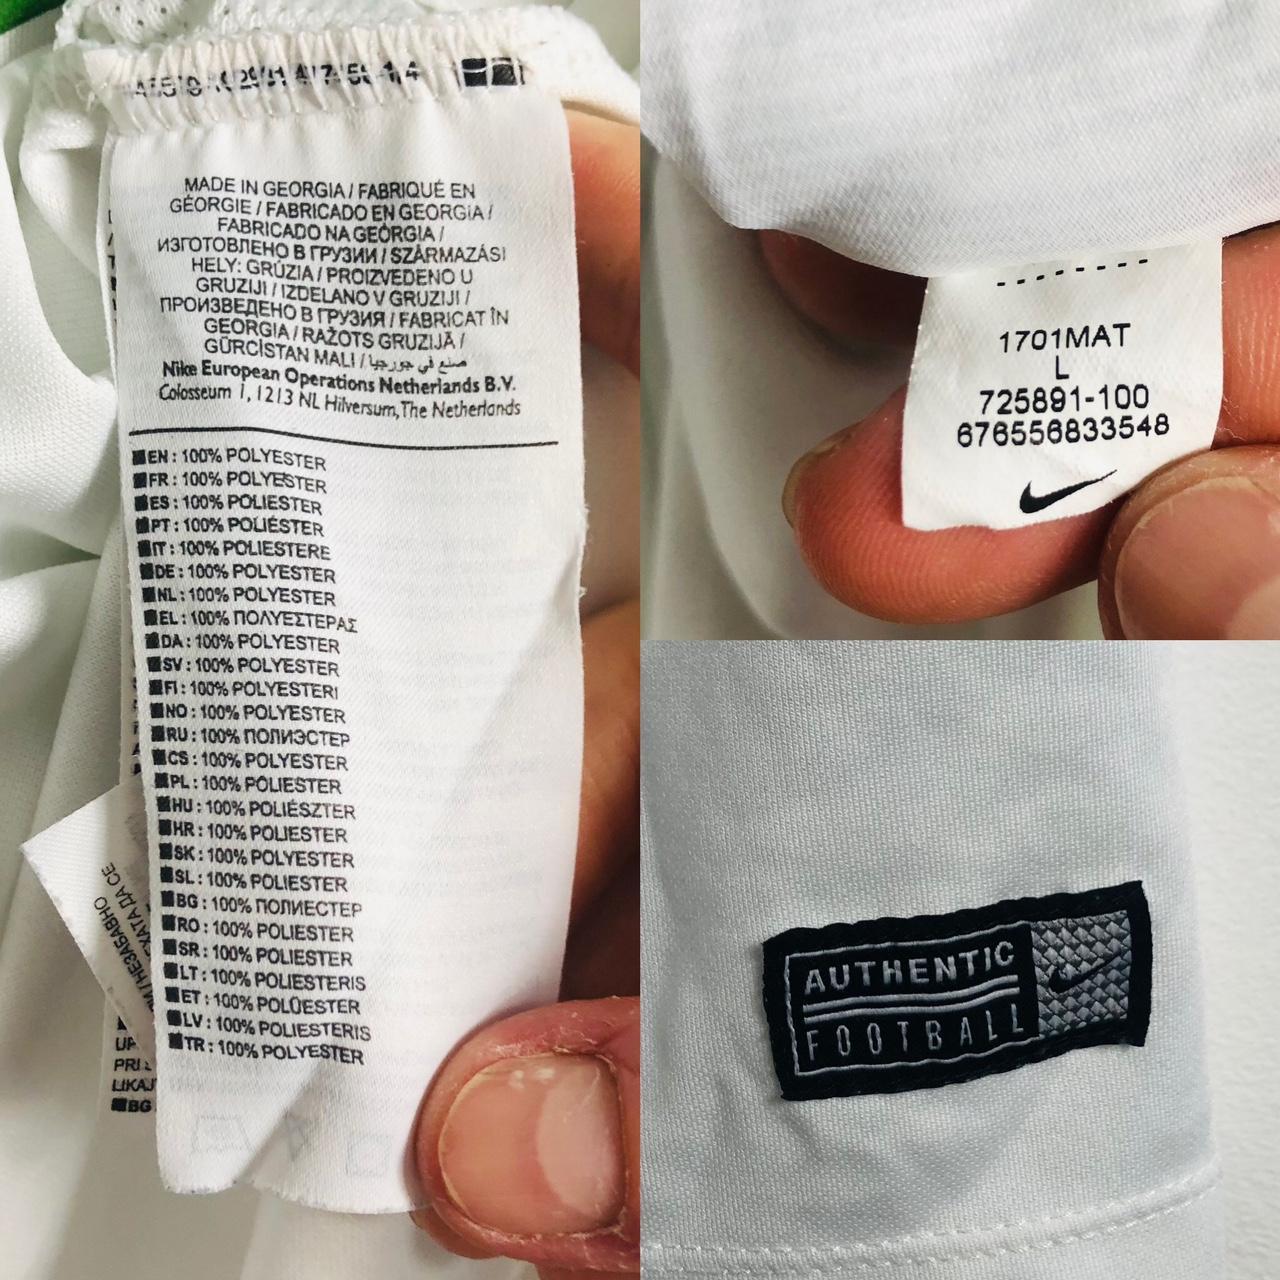 MADE IN GEORGIA / FABRIQUÉ EN
GÉORGIE / FABRICADO EN GEORGIA /
FABRICADO NA GEÓRGIA /
ИЗГОТОВЛЕНО В ГРУЗИИ / SZÁRMAZÁSI
HELY: GRÚZIA / PROIZVEDENO U
GRUZIJI / IZDELANO V GRUZIJI /
ПРОИЗВЕДЕНО В ГРУЗИЯ / FABRICAT ÎN
GEORGIA / RAŽOTS GRUZIJĀ /
GÜRCİSTAN MALI / صنع في جورجيا
Nike European Operations Netherlands B.V.
Colosseum 1, 1213 NL Hilversum, The Netherlands
EN : 100% POLYESTER
FR : 100% POLYESTER
ES : 100% POLIESTER
PT : 100% POLIÉSTER
IT : 100% POLIESTERE
DE : 100% POLYESTER
NL : 100% POLYESTER
EL : 100% ΠΟΛΥΕΣΤΕΡΑΣ
DA : 100% POLYESTER
SV : 100% POLYESTER
FI : 100% POLYESTERI
NO : 100% POLYESTER
RU : 100% ПОЛИЭСТЕР
CS : 100% POLYESTER
PL : 100% POLIESTER
HU : 100% POLIÉSZTER
HR : 100% POLIESTER
SK : 100% POLYESTER
SL : 100% POLIESTER
BG : 100% ПОЛИЕСТЕР
RO : 100% POLIESTER
SR : 100% POLIESTER
LT : 100% POLIESTERIS
ET : 100% POLÜESTER
LV : 100% POLIESTERIS
TR : 100% POLYESTER
BG
1701MAT
L
725891-100
676556833548
AUTHENTIC
FOOTBALL